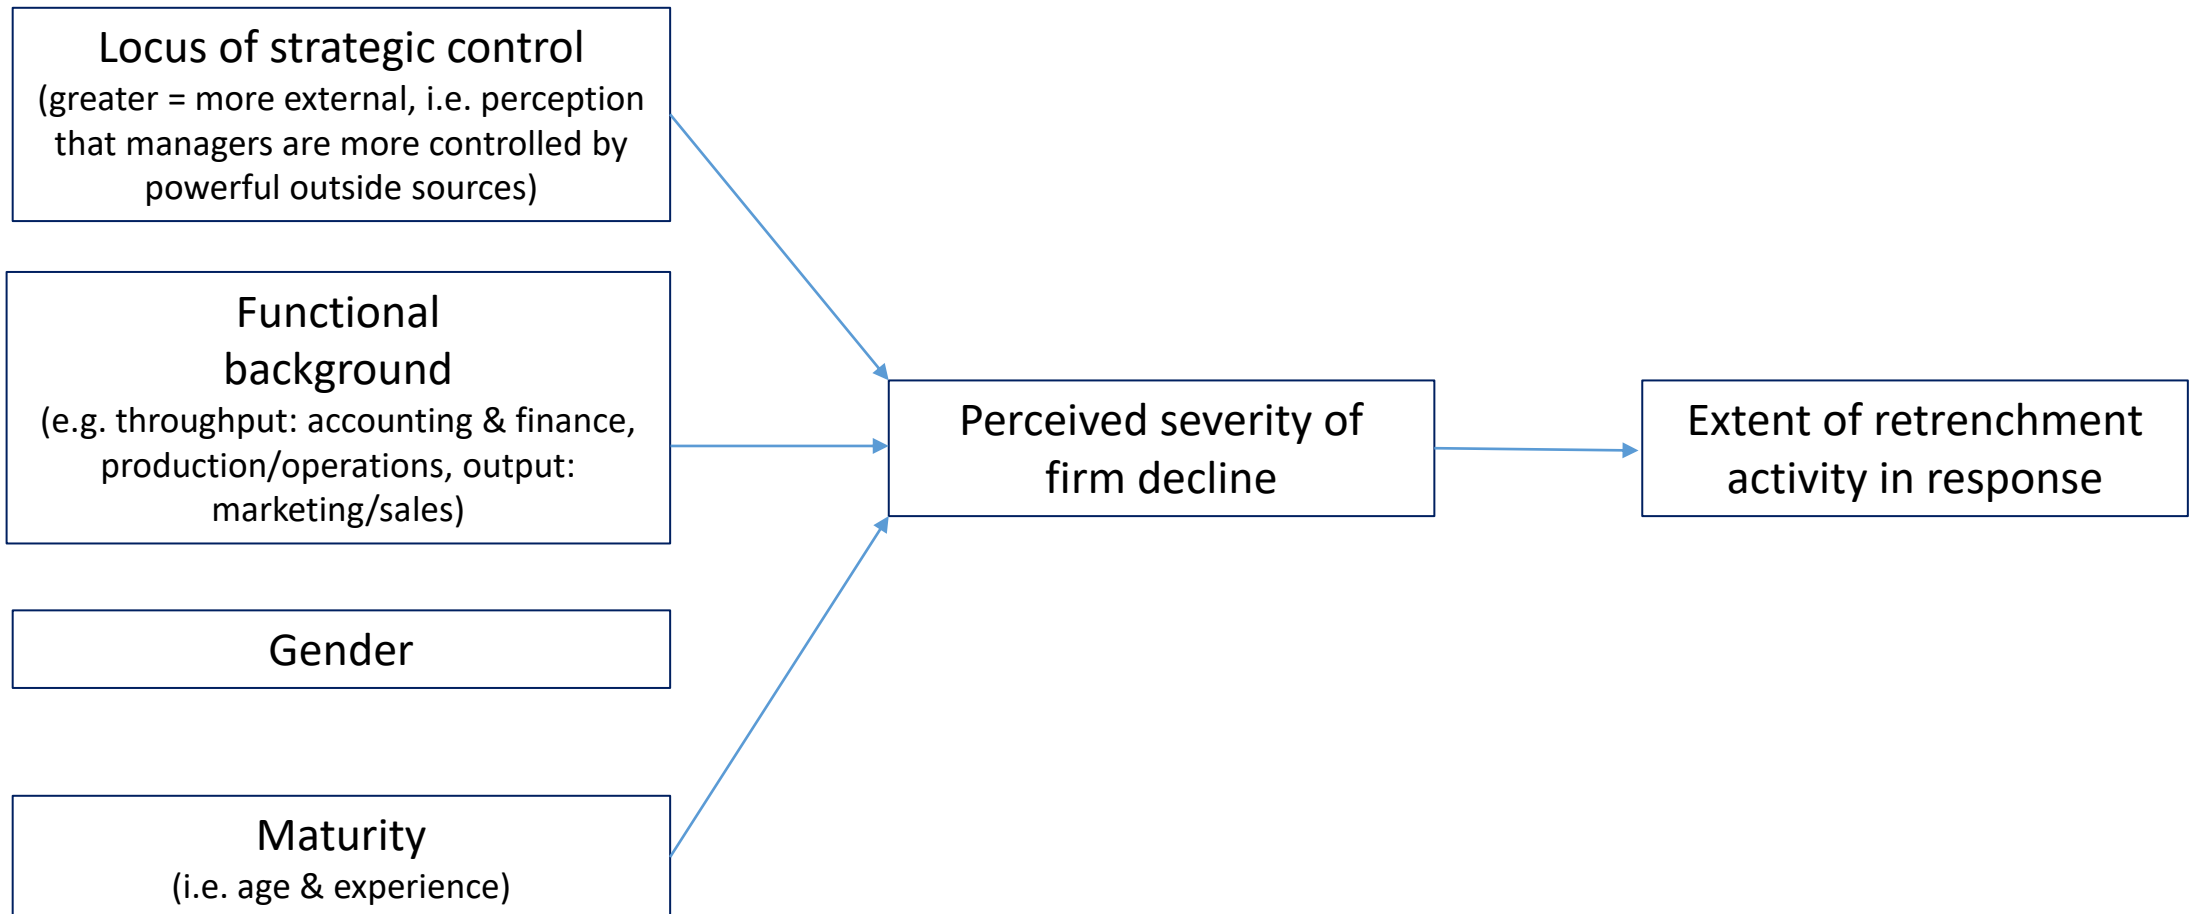 Locus of strategic control
(greater = more external, i.e. perception
that managers are more controlled by
powerful outside sources)
Functional
background
(e.g. throughput: accounting & finance,
production/operations, output:
marketing/sales)
Gender
Maturity
(i.e. age & experience)
Perceived severity of
firm decline
Extent of retrenchment
activity in response